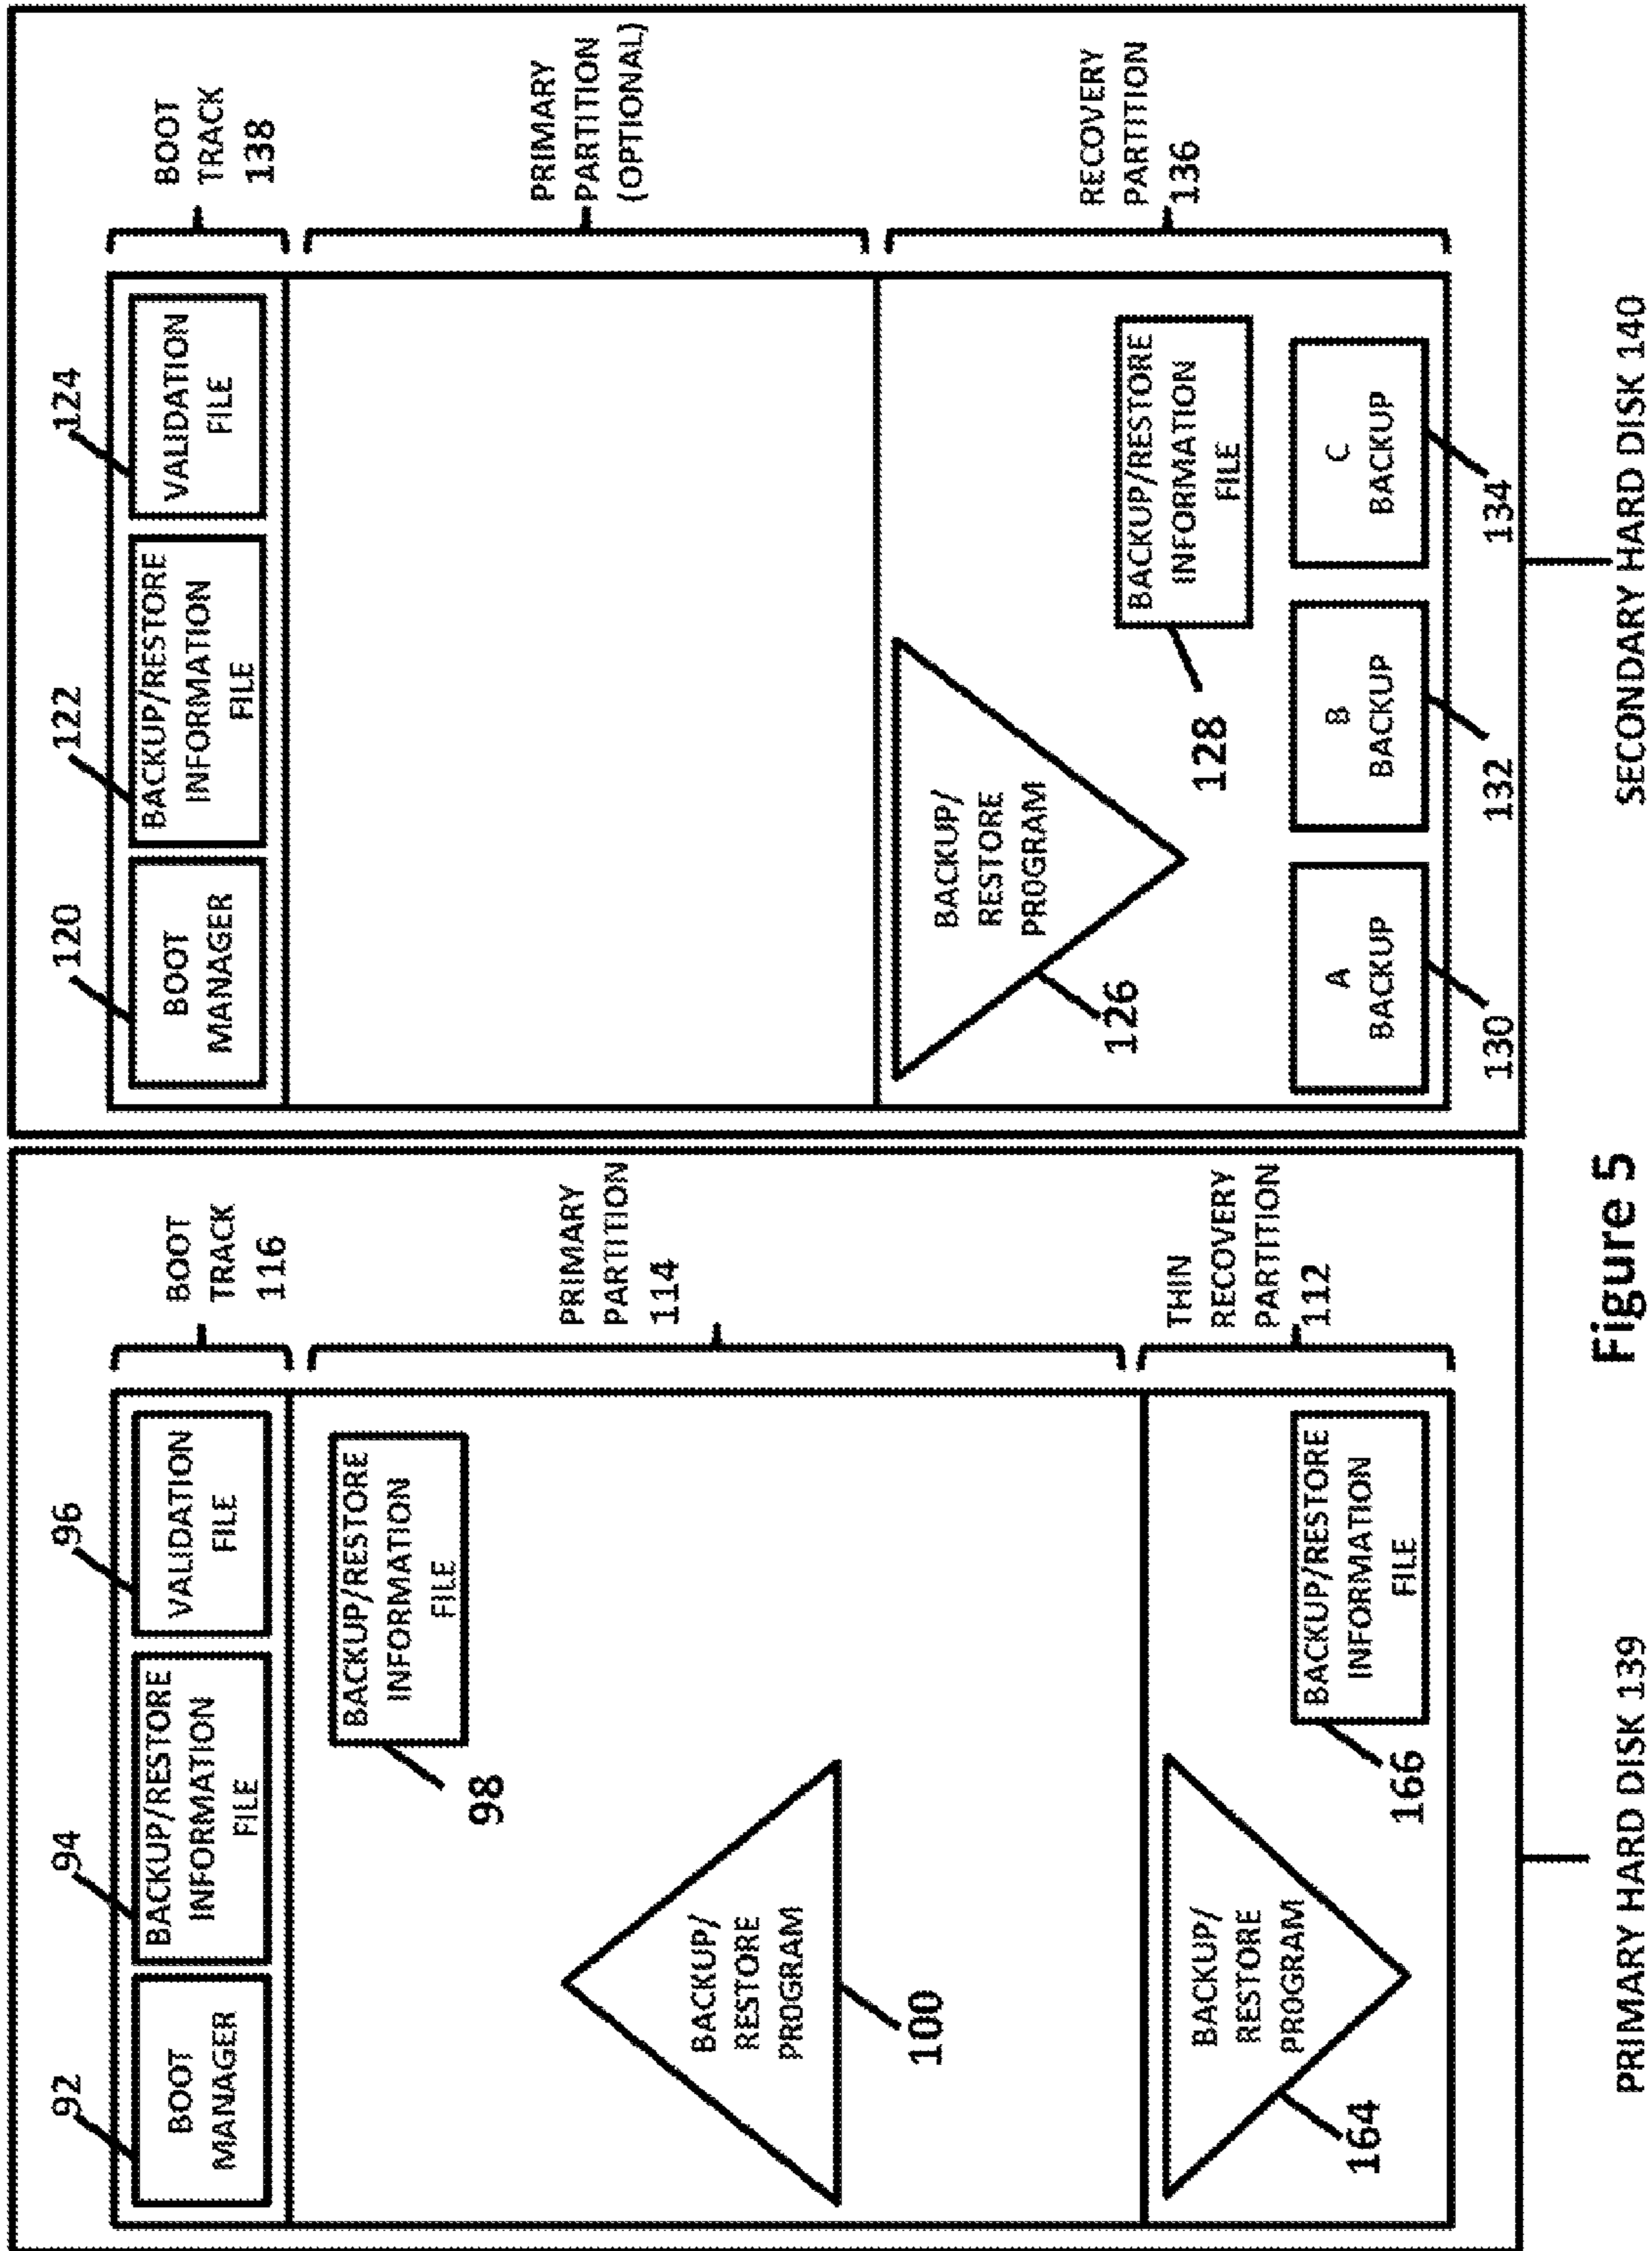 92
94
96
BOOT
MANAGER
BACKUP/RESTORE
INFORMATION
FILE
VALIDATION
FILE
BOOT
TRACK
116
BACKUP/RESTORE
INFORMATION
FILE
98
BACKUP/
RESTORE
PROGRAM
100
PRIMARY
PARTITION
114
BACKUP/
RESTORE
PROGRAM
164
BACKUP/RESTORE
INFORMATION
FILE
166
THIN
RECOVERY
PARTITION
112
PRIMARY HARD DISK 139
120
122
124
BOOT
MANAGER
BACKUP/RESTORE
INFORMATION
FILE
VALIDATION
FILE
BOOT
TRACK
138
PRIMARY
PARTITION
(OPTIONAL)
BACKUP/
RESTORE
PROGRAM
126
BACKUP/RESTORE
INFORMATION
FILE
128
RECOVERY
PARTITION
136
A
BACKUP
B
BACKUP
C
BACKUP
130
132
134
SECONDARY HARD DISK 140
Figure 5